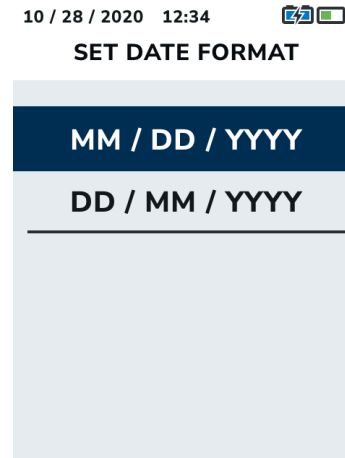 10 / 28 / 2020 12:34
SET DATE FORMAT
MM / DD / YYYY
DD / MM / YYYY